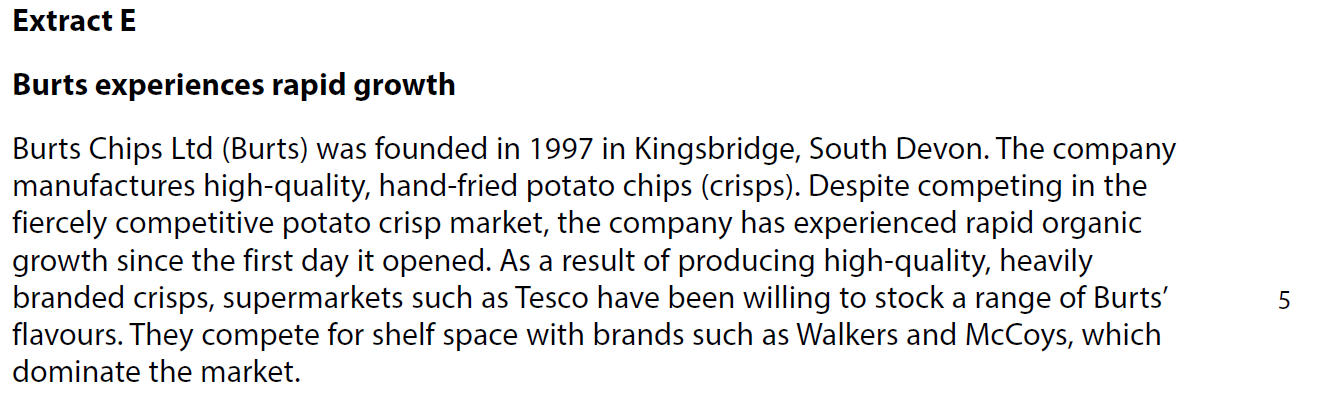 Extract E
Burts experiences rapid growth
Burts Chips Ltd (Burts) was founded in 1997 in Kingsbridge, South Devon. The company
manufactures high-quality, hand-fried potato chips (crisps). Despite competing in the
fiercely competitive potato crisp market, the company has experienced rapid organic
growth since the first day it opened. As a result of producing high-quality, heavily
branded crisps, supermarkets such as Tesco have been willing to stock a range of Burts’ 5
flavours. They compete for shelf space with brands such as Walkers and McCoys, which
dominate the market.